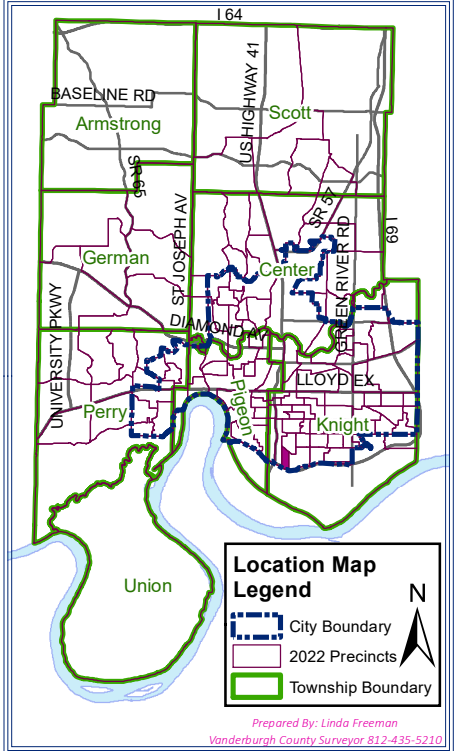 I 64
BASELINE RD
US HIGHWAY 41
Scott
Armstrong
SR 65
SR 57
ST. JOSEPH AV
I 69
German
Center
GREEN RIVER RD
UNIVERSITY PKWY
DIAMOND AV
LLOYD EX
Pigeon
Perry
Knight
Union
Location Map
Legend
N
City Boundary
2022 Precincts
Township Boundary
Prepared By: Linda Freeman
Vanderburgh County Surveyor 812-435-5210